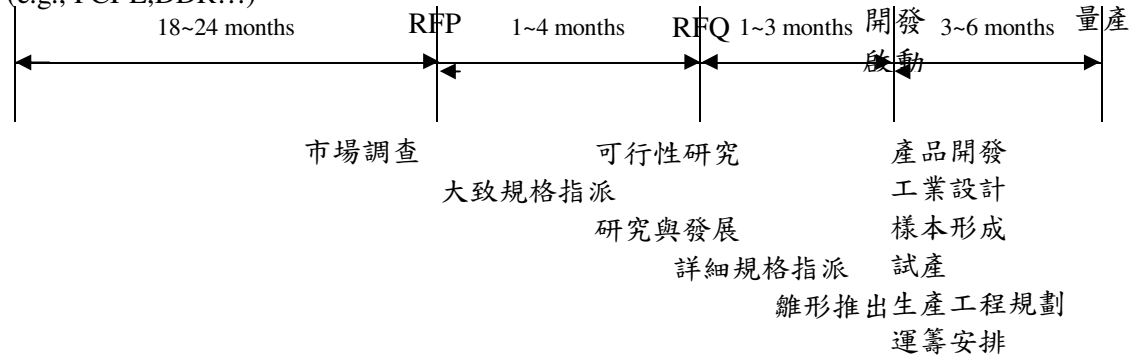 (e.g., PCI-E,DDR…)
18~24 months
RFP
1~4 months
RFQ
1~3 months
開發
啟動
3~6 months
量產
市場調查
可行性研究
產品開發
大致規格指派
工業設計
研究與發展
樣本形成
詳細規格指派
試產
雛形推出
生產工程規劃
運籌安排